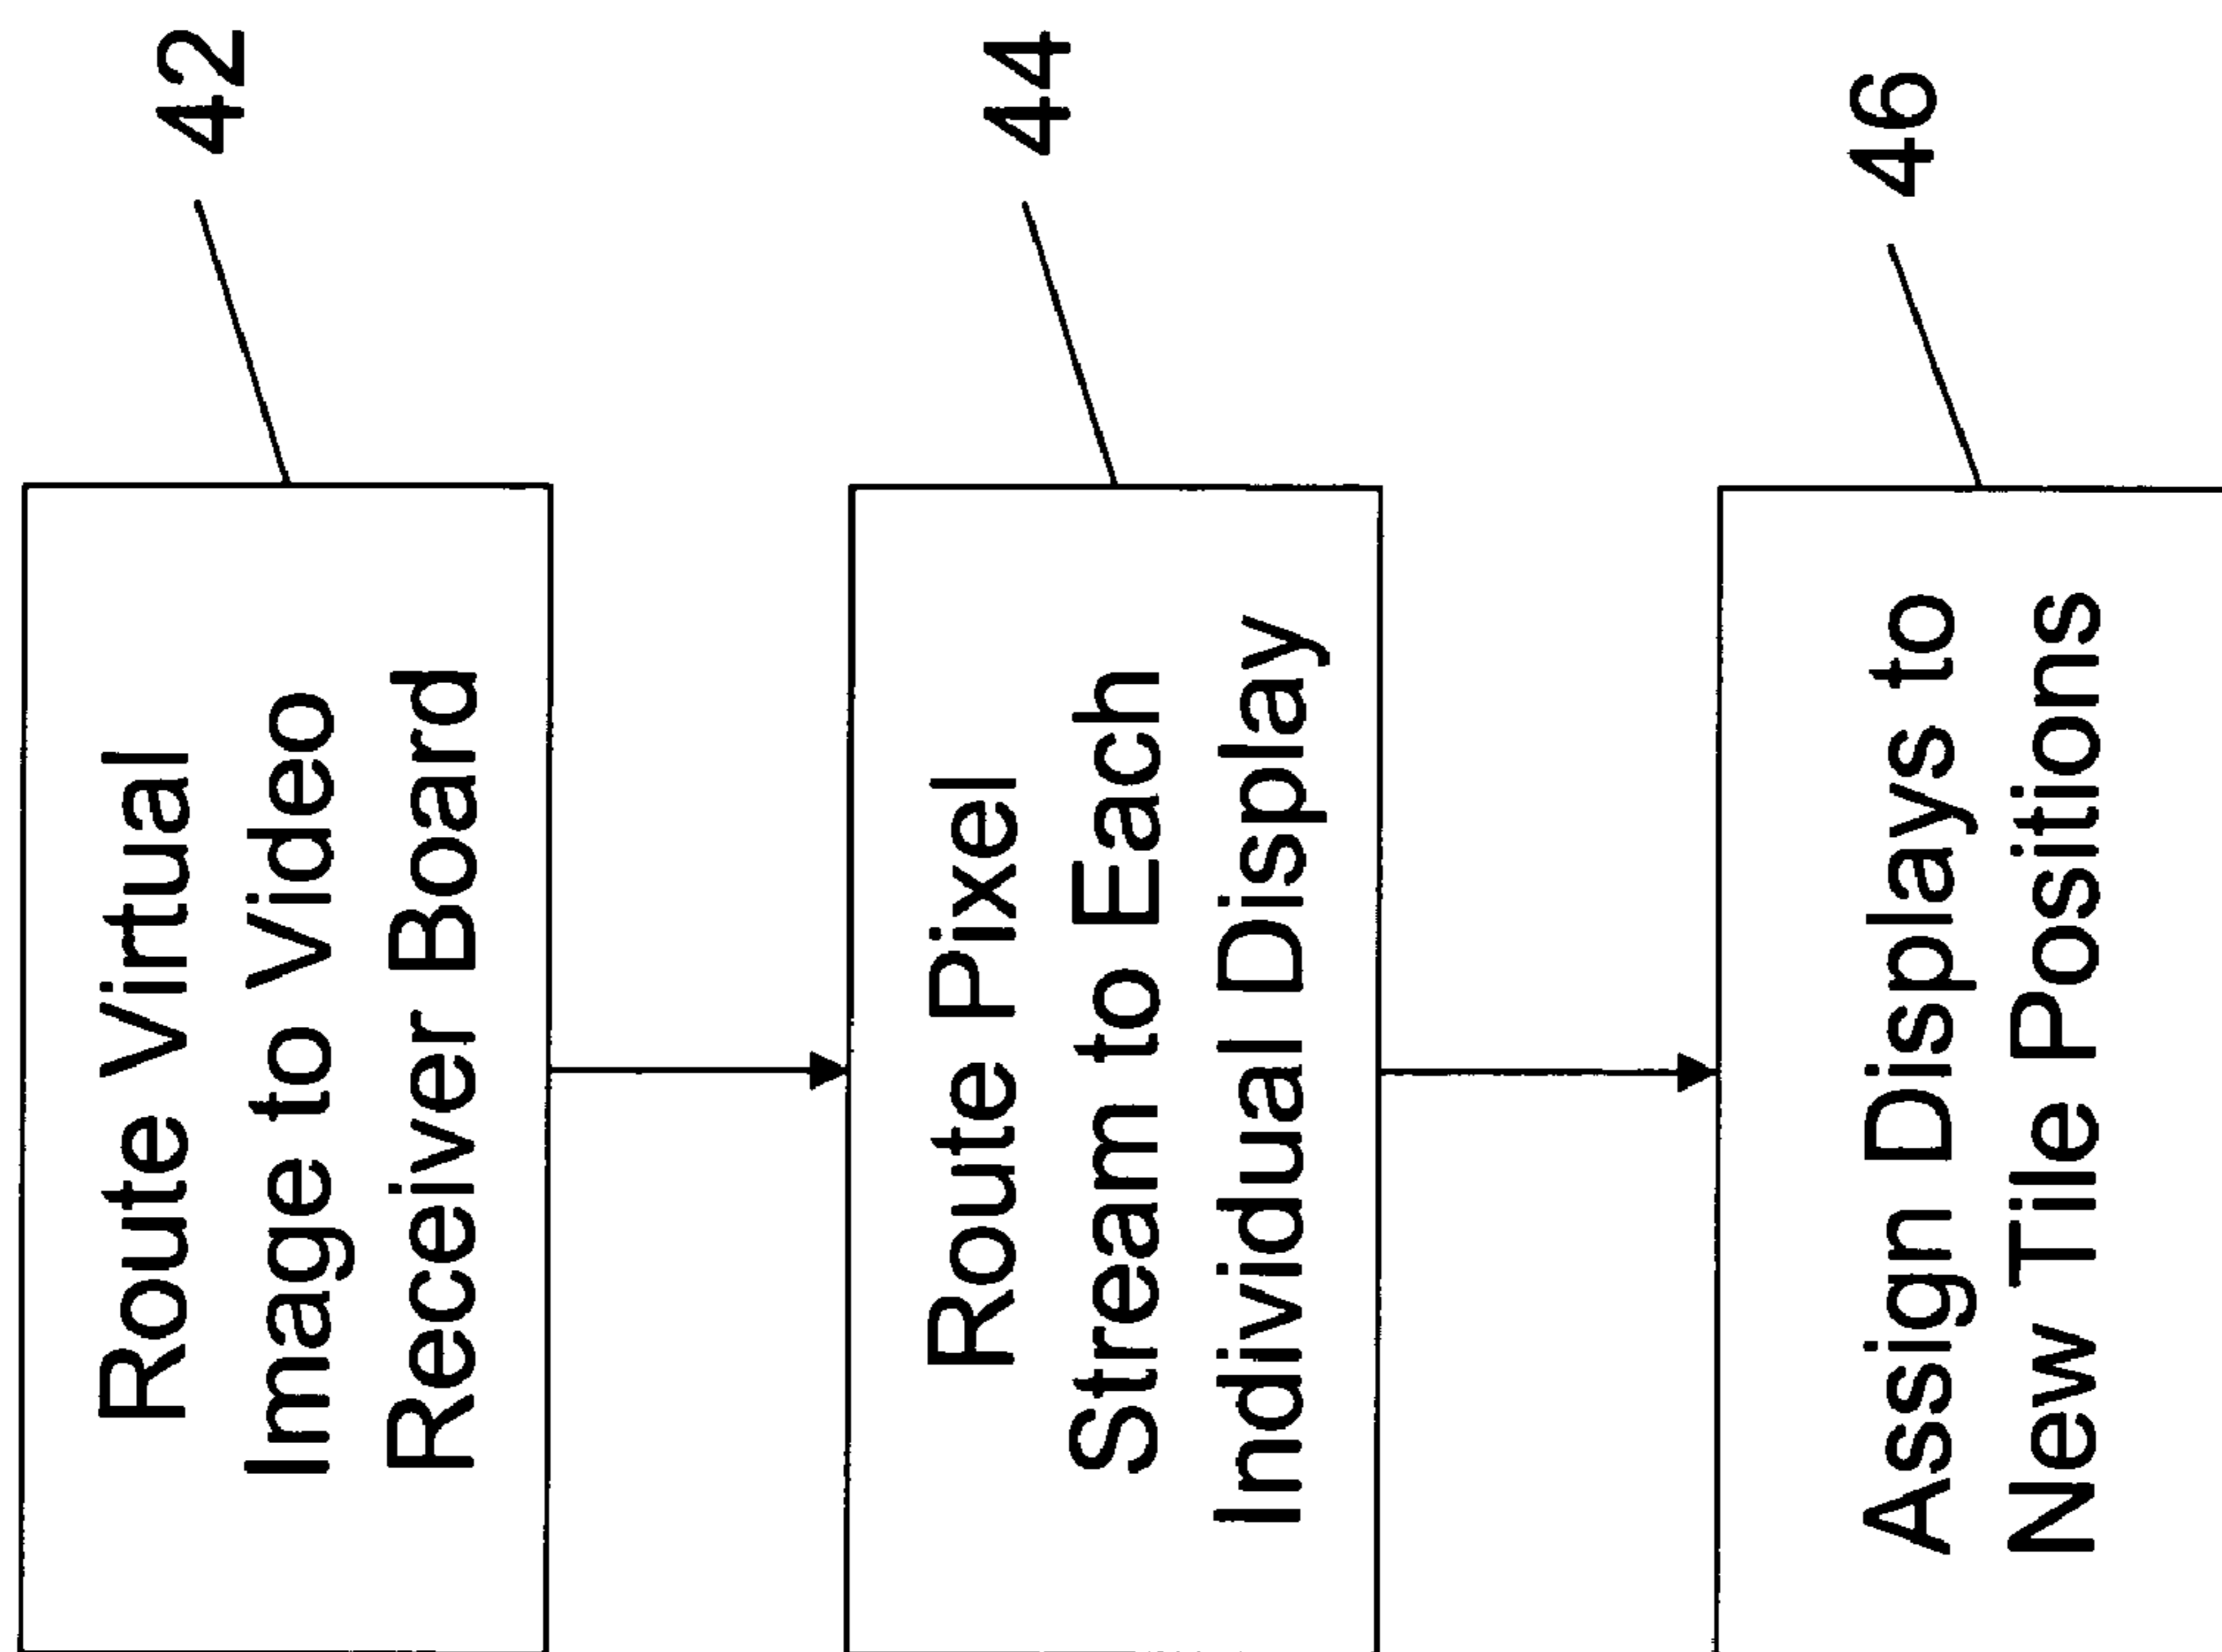 Route Virtual
Image to Video
Receiver Board
42
Route Pixel
Stream to Each
Individual Display
44
Assign Displays to
New Tile Positions
46